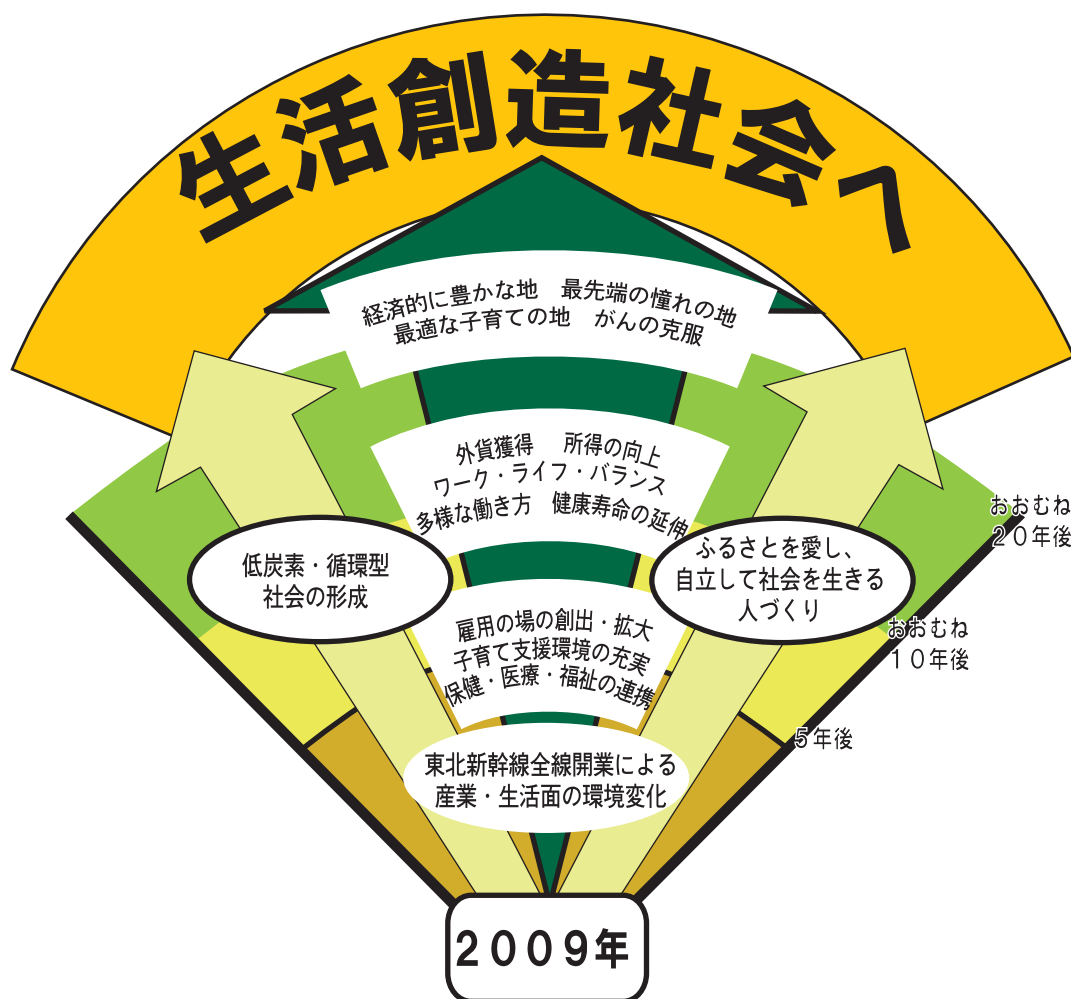 生活創造社会へ
経済的に豊かな地　最先端の憧れの地
最適な子育ての地　がんの克服
外貨獲得　所得の向上
ワーク・ライフ・バランス
多様な働き方　健康寿命の延伸
おおむね
２０年後
低炭素・循環型
社会の形成
ふるさとを愛し、
自立して社会を生きる
人づくり
雇用の場の創出・拡大
子育て支援環境の充実
保健・医療・福祉の連携
おおむね
１０年後
５年後
東北新幹線全線開業による
産業・生活面の環境変化
２００９年